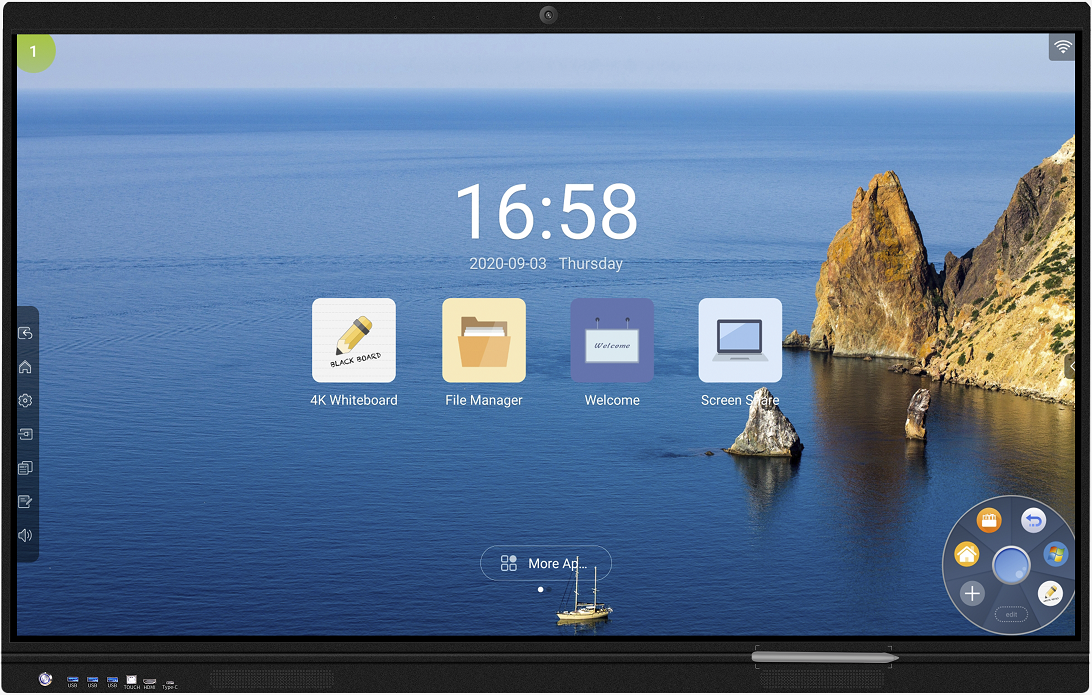 1
16:58
2020-09-03 Thursday
BLACK BOARD
Welcome
4K Whiteboard
File Manager
Welcome
Screen Share
More Ap...
edit
USB
USB
USB
TOUCH
HDMI
Type-C